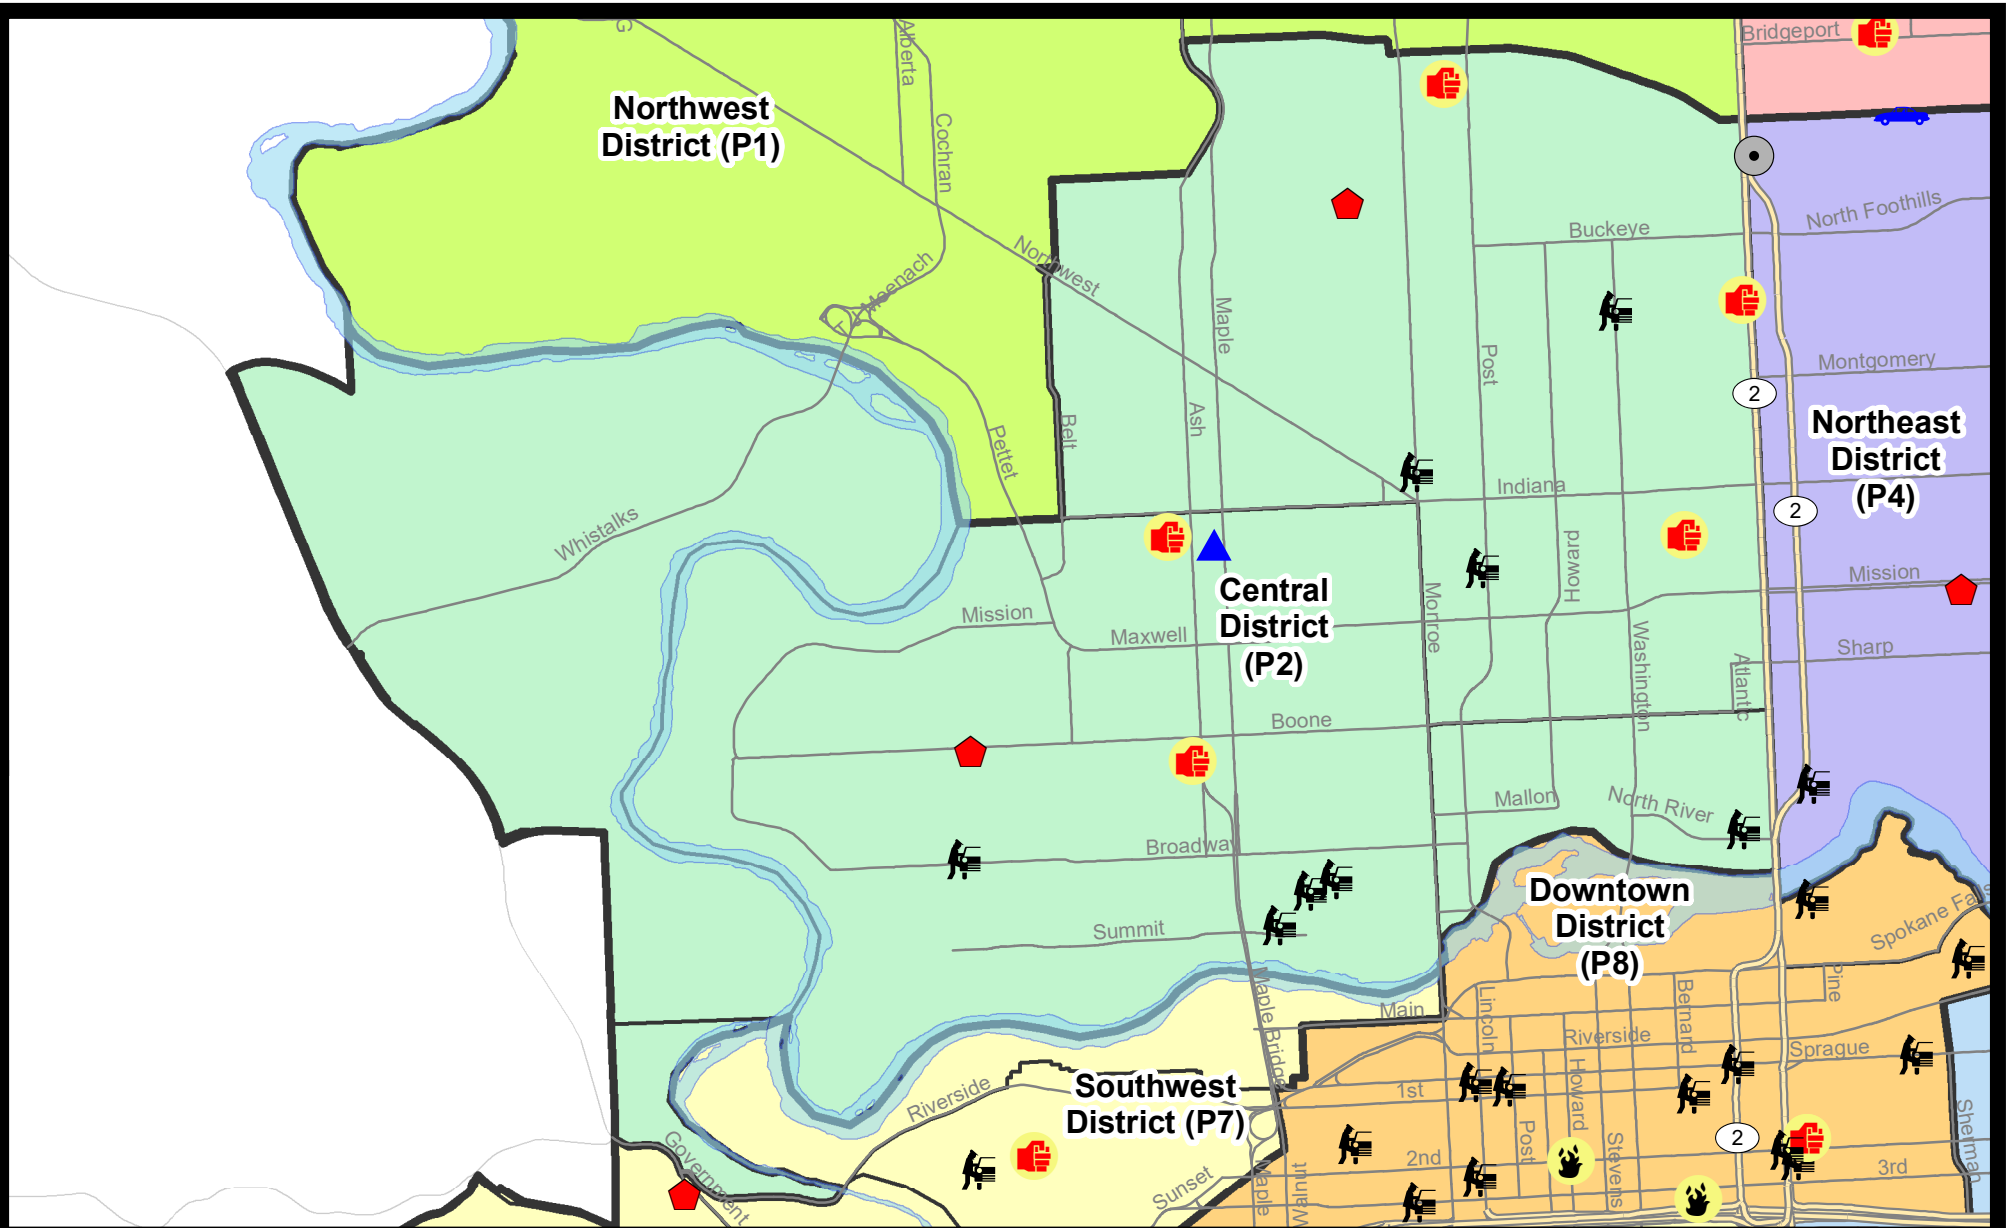 G
Alberta
Cochran
Bridgeport
Northwest
District (P1)
North Foothills
Buckeye
Northwest
T J Meenach
Maple
Post
Montgomery
2
Ash
Belt
Pettet
Northeast
District
(P4)
Indiana
2
Whistalks
Howard
Mission
Central
District
(P2)
Monroe
Mission
Maxwell
Washington
Sharp
Atlantic
Boone
Mallon
North River
Broadway
Downtown
District
(P8)
Spokane Fa
Summit
Maple Bridge
Main
Lincoln
Bernard
Pine
Riverside
Sprague
Riverside
Southwest
District (P7)
1st
Howard
Sherman
Government
2nd
Post
Stevens
2
3rd
Sunset
Maple
Walnut